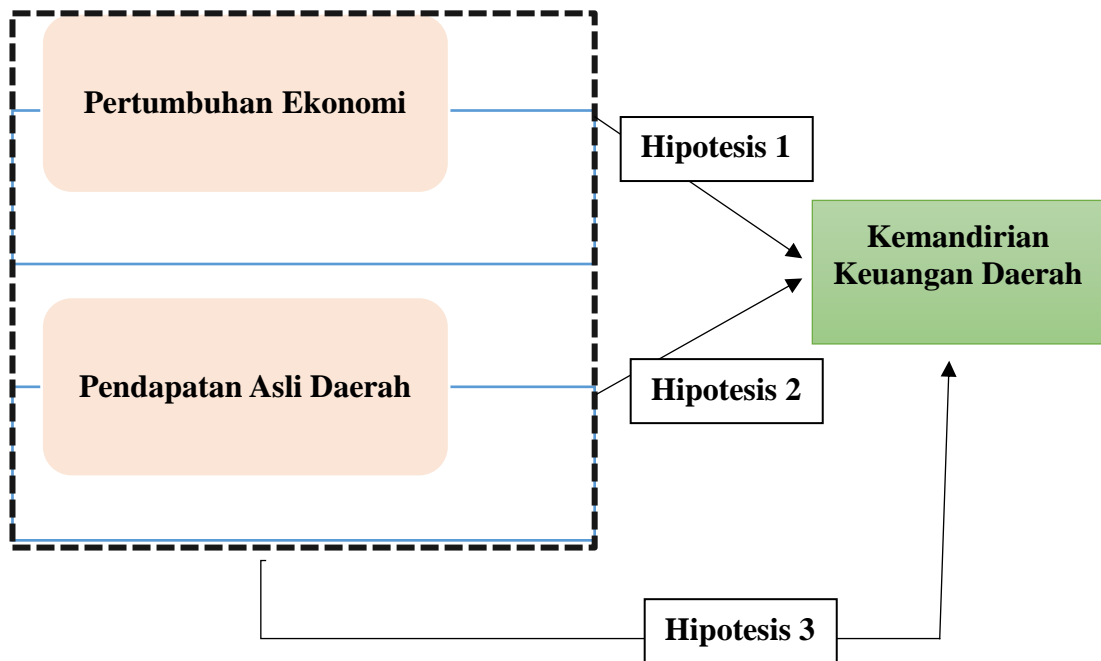 Pertumbuhan Ekonomi
Hipotesis 1
Kemandirian
Keuangan Daerah
Pendapatan Asli Daerah
Hipotesis 2
Hipotesis 3